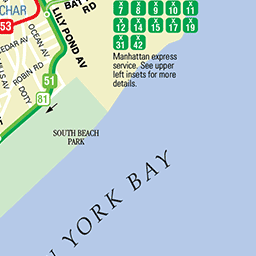 CHAR
53
BAY
RD
LILY POND AV
OCEAN AV
CEDAR AV
ROBIN RD
DOTY
51
81
X
7
X
8
X
9
X
10
X
11
X
12
X
14
X
15
X
17
X
19
X
31
X
42
Manhattan express
service. See upper
left insets for more
details.
SOUTH BEACH
PARK
YORK BAY